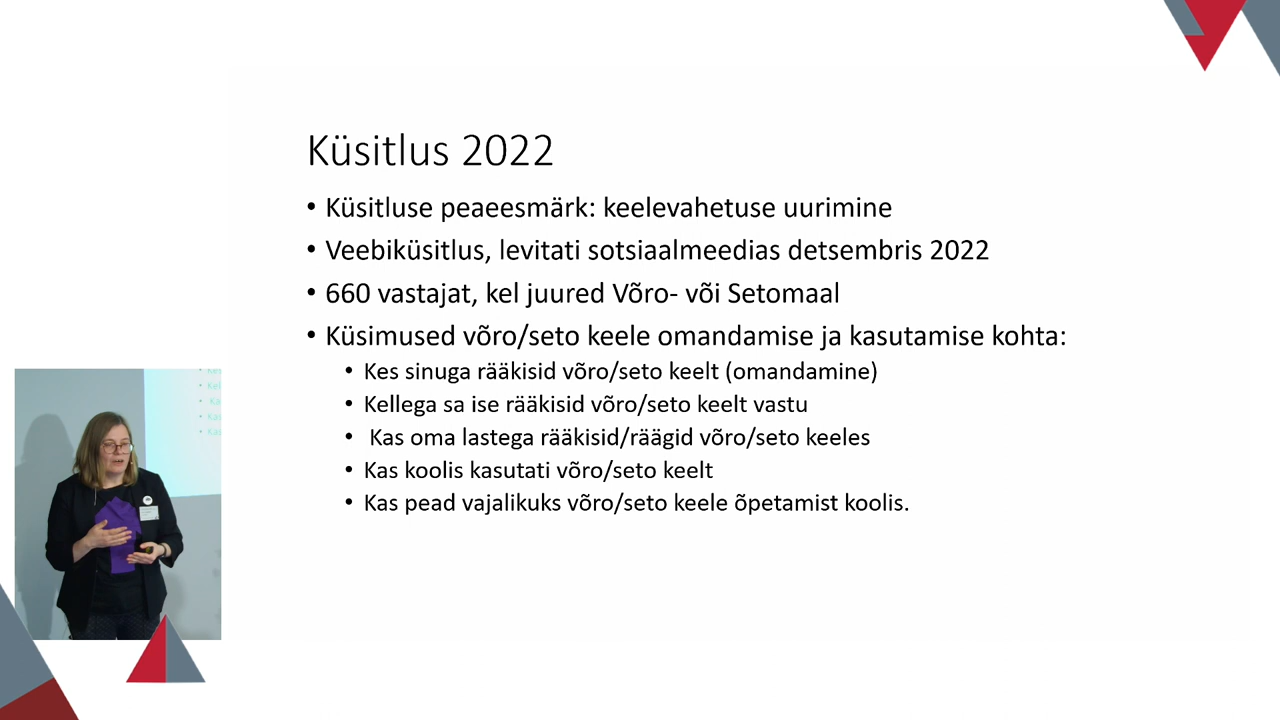 Küsitlus 2022
• Küsitluse peaeesmärk: keelevahetuse uurimine
• Veebiküsitlus, levitati sotsiaalmeedias detsembris 2022
• 660 vastajat, kel juured Võro- või Setomaal
• Küsimused võro/seto keele omandamise ja kasutamise kohta:
• Kes sinuga rääkisid võro/seto keelt (omandamine)
• Kellega sa ise rääkisid võro/seto keelt vastu
• Kas oma lastega rääkisid/räägid võro/seto keeles
• Kas koolis kasutati võro/seto keelt
• Kas pead vajalikuks võro/seto keele õpetamist koolis.